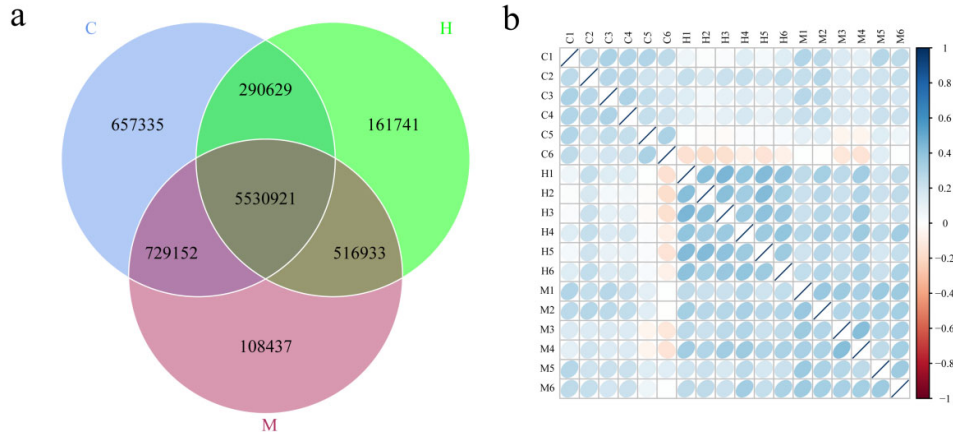 a
C
H
290629
657335
161741
5530921
729152
516933
108437
M
b
C1 C2 C3 C4 C5 C6 H1 H2 H3 H4 H5 H6 M1 M2 M3 M4 M5 M6
C1
C2
C3
C4
C5
C6
H1
H2
H3
H4
H5
H6
M1
M2
M3
M4
M5
M6
1
0.8
0.6
0.4
0.2
0
−0.2
−0.4
−0.6
−0.8
−1